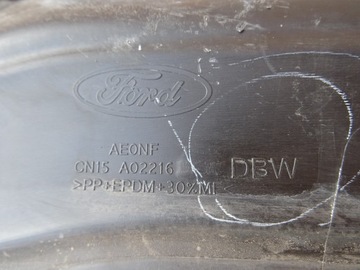 Ford
AE0NF
CN15 A02216 DBW
>PP+EPDM+30%MI